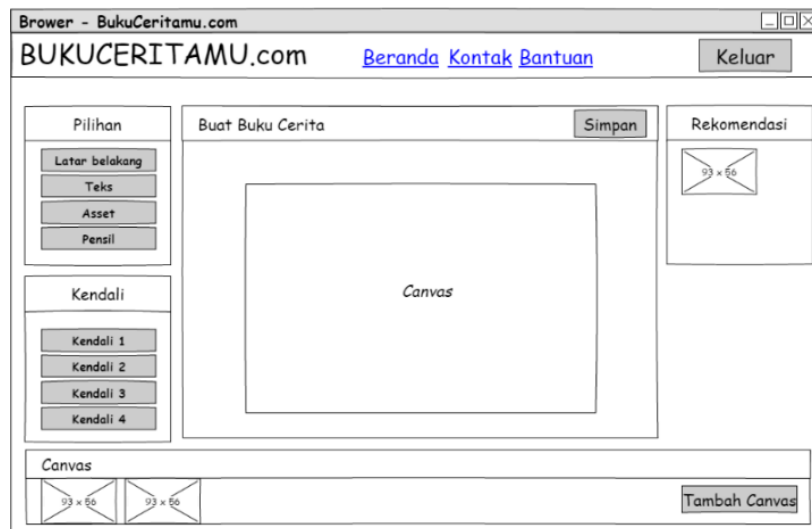 Brower - BukuCeritamu.com
BUKUCERITAMU.com Beranda Kontak Bantuan Keluar
Pilihan
Latar belakang
Teks
Asset
Pensil
Kendali
Kendali 1
Kendali 2
Kendali 3
Kendali 4
Buat Buku Cerita Simpan
Canvas
Rekomendasi
93 x 56
Canvas
93 x 56 93 x 56
Tambah Canvas